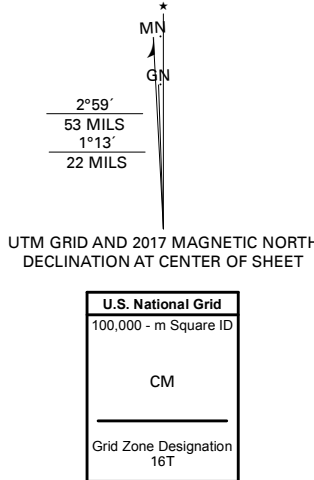 MN
GN
2°59´
53 MILS
1°13´
22 MILS
UTM GRID AND 2017 MAGNETIC NORTH
DECLINATION AT CENTER OF SHEET
U.S. National Grid
100,000 - m Square ID
CM
Grid Zone Designation
16T